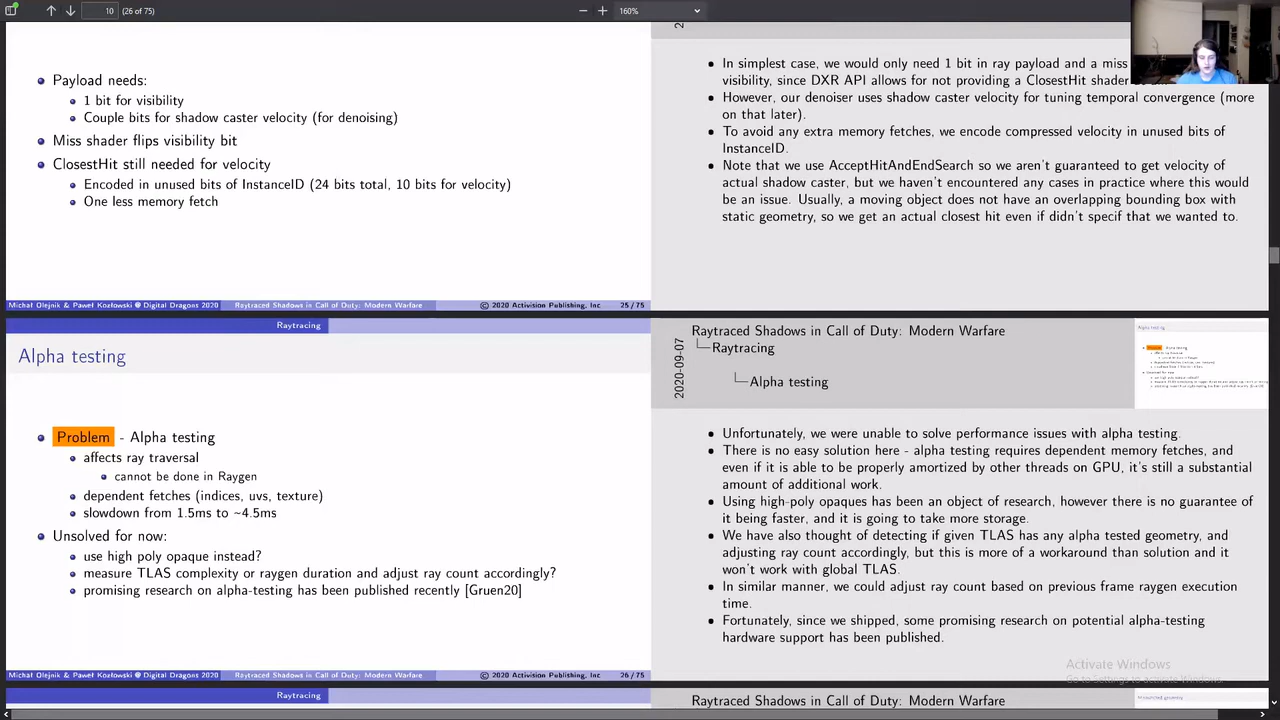 10 (26 of 75)
160%
Payload needs:
1 bit for visibility
Couple bits for shadow caster velocity (for denoising)
Miss shader flips visibility bit
ClosestHit still needed for velocity
Encoded in unused bits of InstanceID (24 bits total, 10 bits for velocity)
One less memory fetch
Michał Olejnik & Paweł Kozłowski @ Digital Dragons 2020 Raytraced Shadows in Call of Duty: Modern Warfare © 2020 Activision Publishing, Inc 25 / 75
In simplest case, we would only need 1 bit in ray payload and a miss
visibility, since DXR API allows for not providing a ClosestHit shader
However, our denoiser uses shadow caster velocity for tuning temporal convergence (more
on that later).
To avoid any extra memory fetches, we encode compressed velocity in unused bits of
InstanceID.
Note that we use AcceptHitAndEndSearch so we aren't guaranteed to get velocity of
actual shadow caster, but we haven't encountered any cases in practice where this would
be an issue. Usually, a moving object does not have an overlapping bounding box with
static geometry, so we get an actual closest hit even if didn't specif that we wanted to.
Raytracing
Alpha testing
Problem - Alpha testing
affects ray traversal
cannot be done in Raygen
dependent fetches (indices, uvs, texture)
slowdown from 1.5ms to ~4.5ms
Unsolved for now:
use high poly opaque instead?
measure TLAS complexity or raygen duration and adjust ray count accordingly?
promising research on alpha-testing has been published recently [Gruen20]
Michał Olejnik & Paweł Kozłowski @ Digital Dragons 2020 Raytraced Shadows in Call of Duty: Modern Warfare © 2020 Activision Publishing, Inc 26 / 75
2020-09-07
Raytraced Shadows in Call of Duty: Modern Warfare
Raytracing
Alpha testing
Unfortunately, we were unable to solve performance issues with alpha testing.
There is no easy solution here - alpha testing requires dependent memory fetches, and
even if it is able to be properly amortized by other threads on GPU, it's still a substantial
amount of additional work.
Using high-poly opaques has been an object of research, however there is no guarantee of
it being faster, and it is going to take more storage.
We have also thought of detecting if given TLAS has any alpha tested geometry, and
adjusting ray count accordingly, but this is more of a workaround than solution and it
won't work with global TLAS.
In similar manner, we could adjust ray count based on previous frame raygen execution
time.
Fortunately, since we shipped, some promising research on potential alpha-testing
hardware support has been published.
Activate Windows
Go to Settings to activate Windows.
Raytracing
Raytraced Shadows in Call of Duty: Modern Warfare